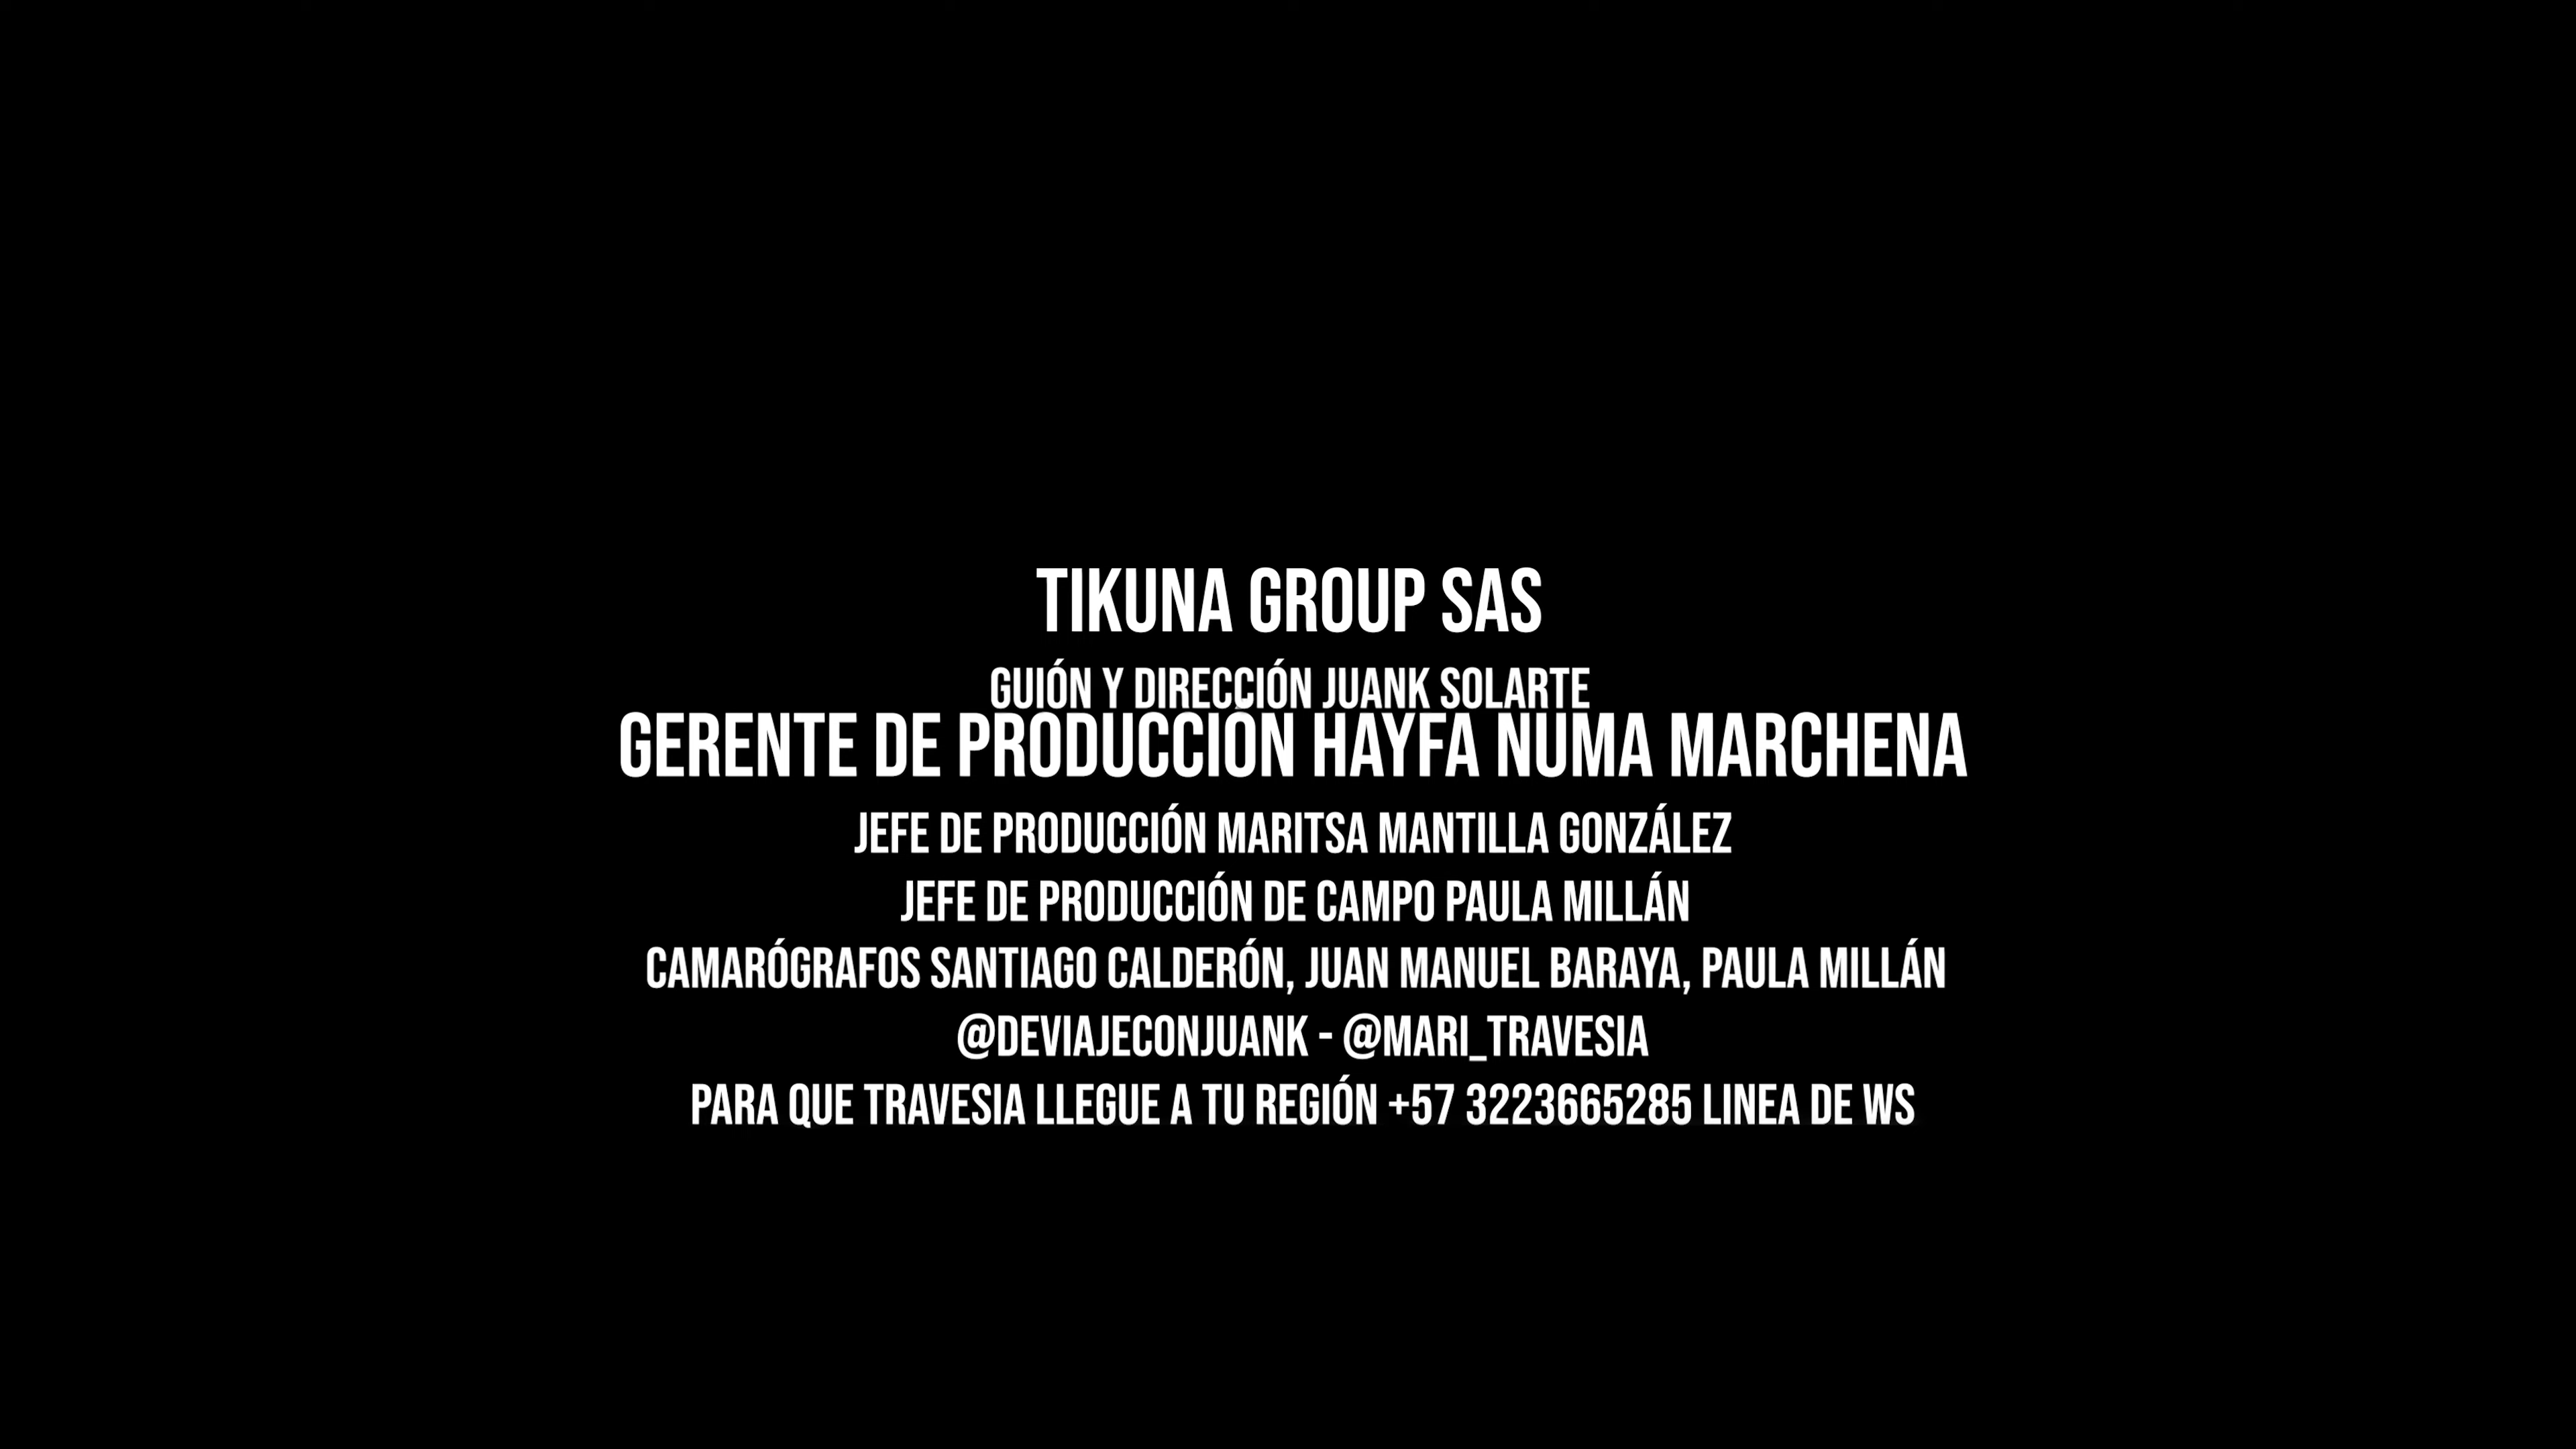 TIKUNA GROUP SAS
GUIÓN Y DIRECCIÓN JUANK SOLARTE
GERENTE DE PRODUCCIÓN HAYFA NUMA MARCHENA
JEFE DE PRODUCCIÓN MARITSA MANTILLA GONZÁLEZ
JEFE DE PRODUCCIÓN DE CAMPO PAULA MILLÁN
CAMARÓGRAFOS SANTIAGO CALDERÓN, JUAN MANUEL BARAYA, PAULA MILLÁN
@DEVIAJECONJUANK - @MARI_TRAVESIA
PARA QUE TRAVESIA LLEGUE A TU REGIÓN +57 3223665285 LINEA DE WS